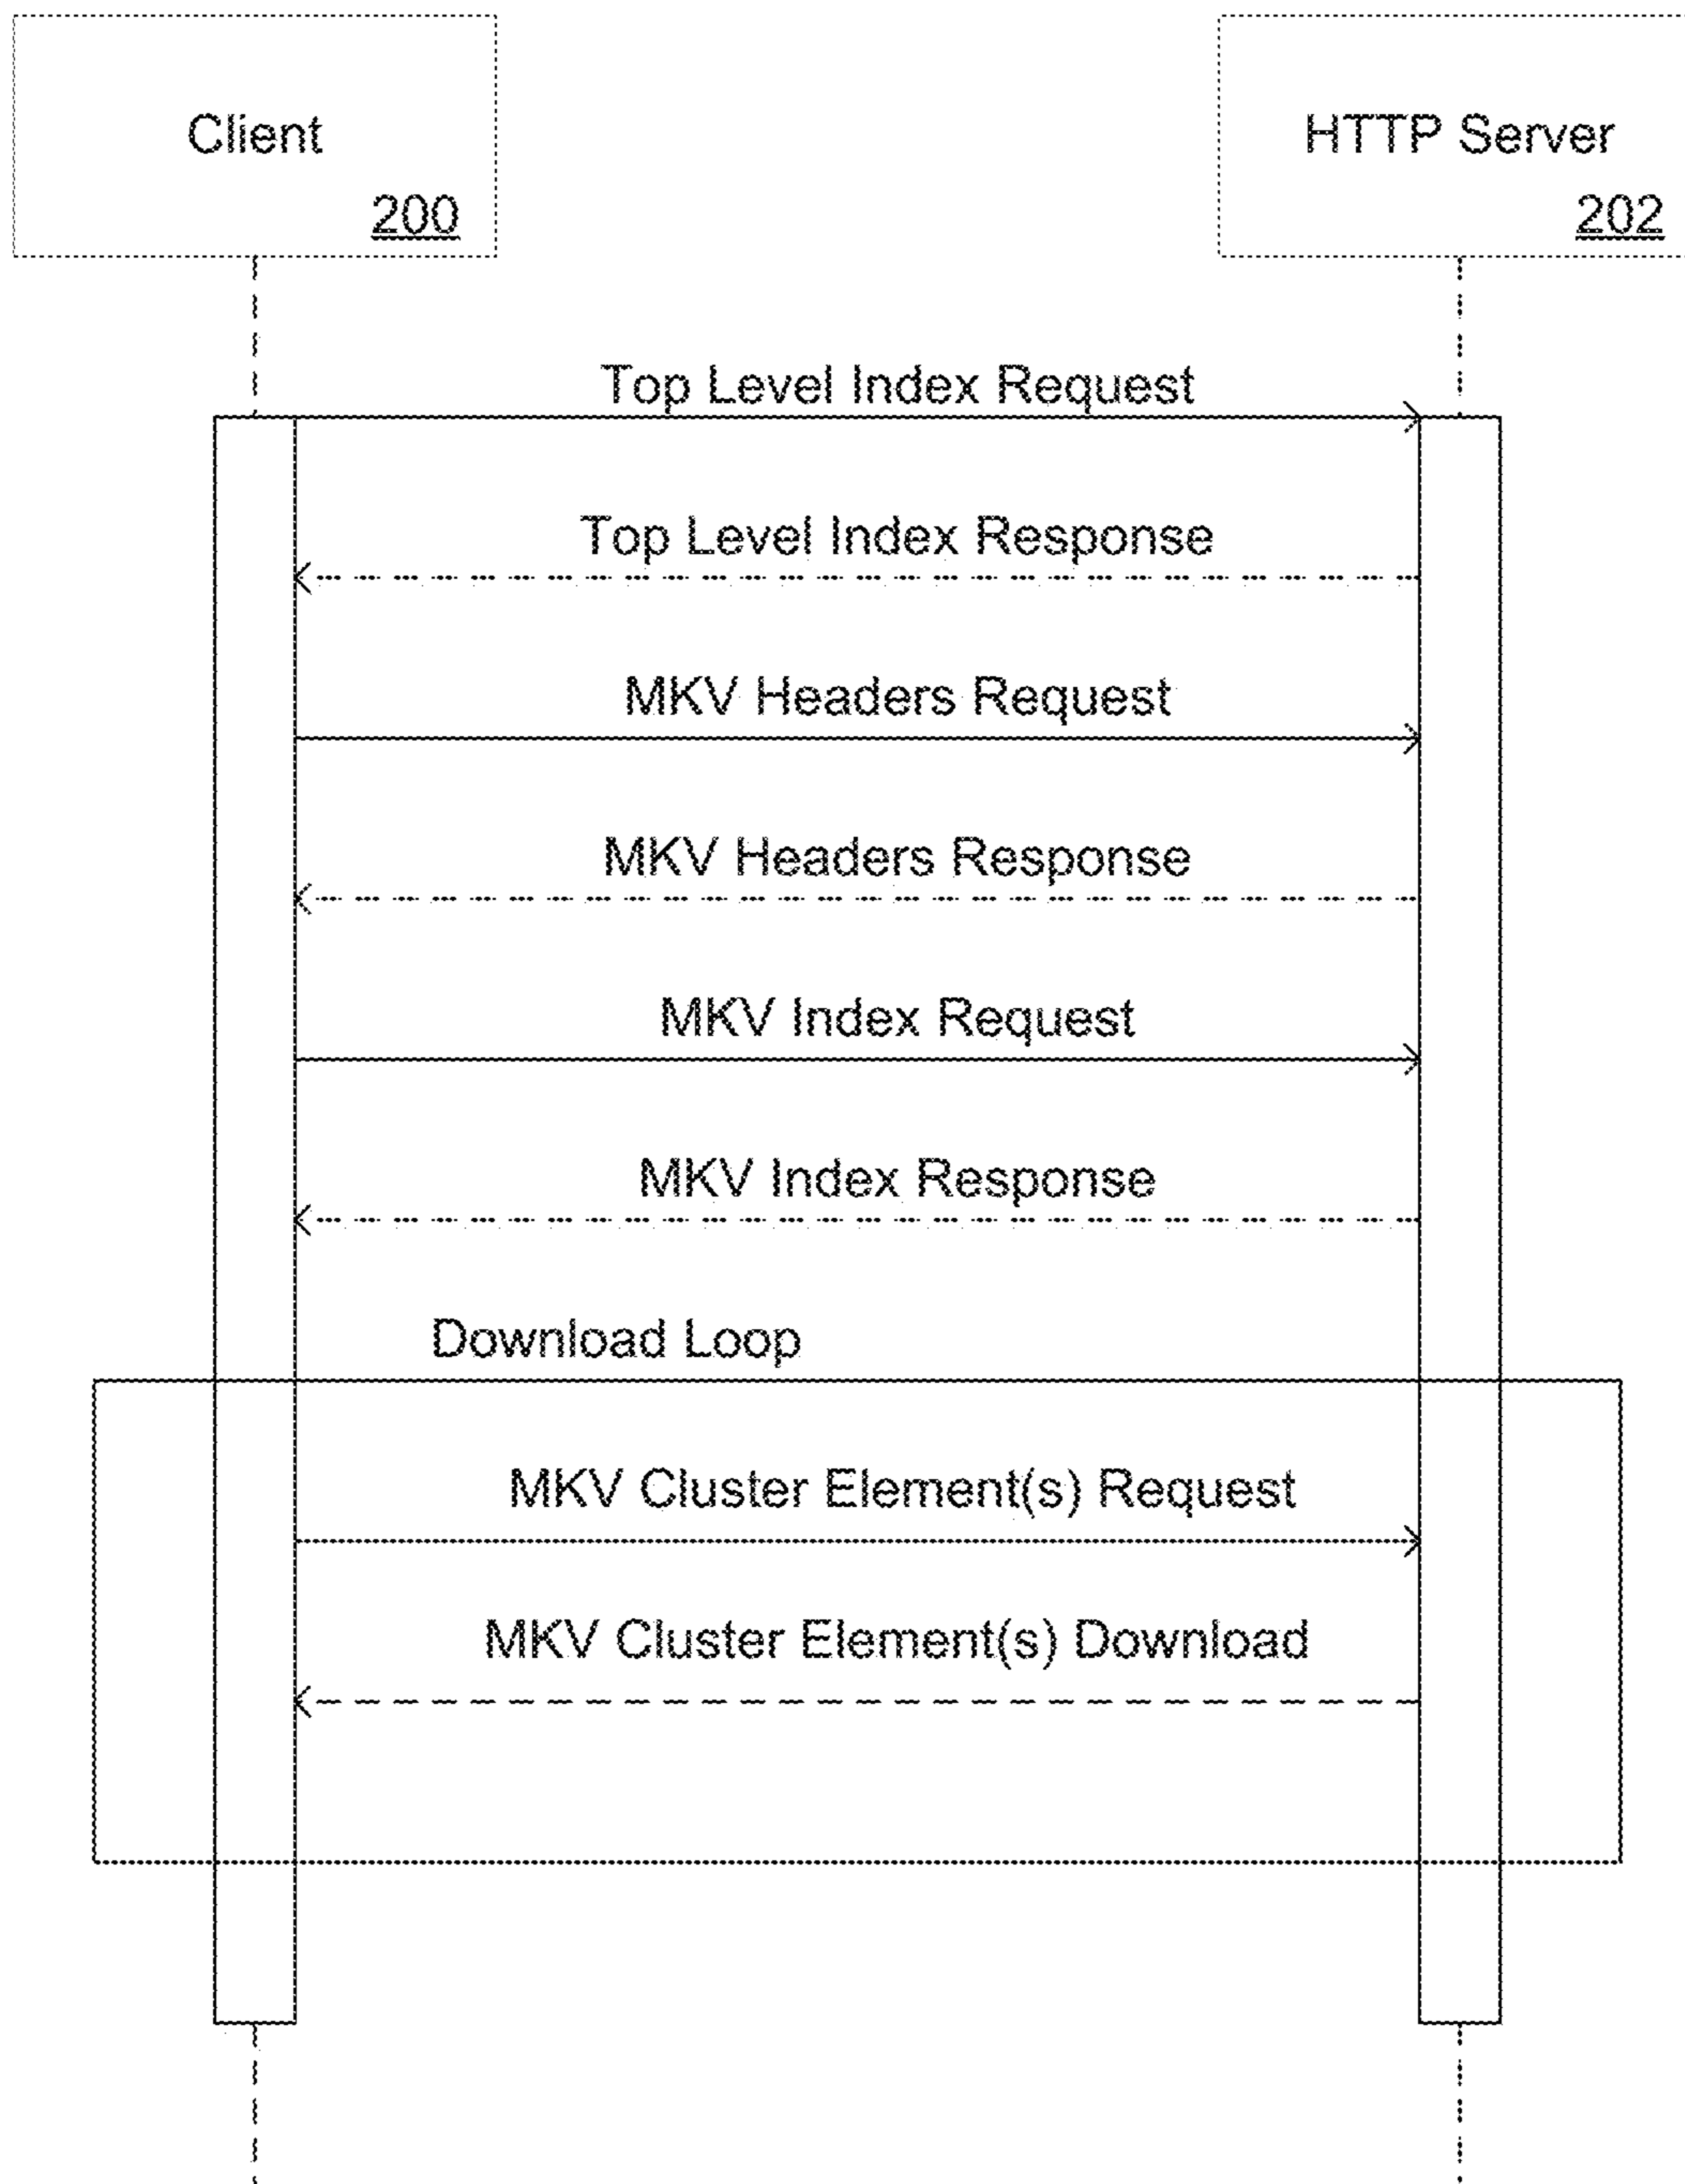 Client
200
HTTP Server
202
Top Level Index Request
Top Level Index Response
MKV Headers Request
MKV Headers Response
MKV Index Request
MKV Index Response
Download Loop
MKV Cluster Element(s) Request
MKV Cluster Element(s) Download